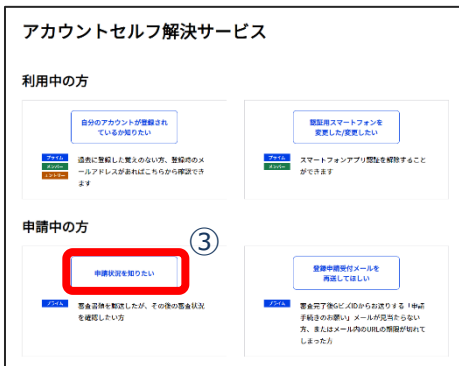 アカウントセルフ解決サービス
利用中の方
自分のアカウントが登録され
ているか知りたい
プライム
メンバー
エントリー
過去に登録した覚えのない方、登録時のメ
ールアドレスがあればこちらから確認でき
ます
認証用スマートフォンを
変更した/変更したい
プライム
メンバー
スマートフォンアプリ認証を解除すること
ができます
申請中の方
③
申請状況を知りたい
プライム
審査書類を郵送したが、その後の審査状況
を確認したい方
登録申請受付メールを
再送してほしい
プライム
審査完了後GビズIDからお送りする「申請
手続きのお願い」メールが見当たらない
方、またはメール内のURLの期限が切れて
しまった方